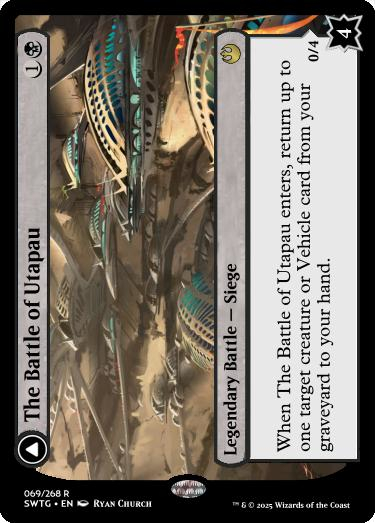 The Battle of Utapau
1
Legendary Battle – Siege
When The Battle of Utapau enters, return up to
one target creature or Vehicle card from your
graveyard to your hand.
0/4
4
069/268 R
SWTG • EN Ryan Church
™ & © 2025 Wizards of the Coast